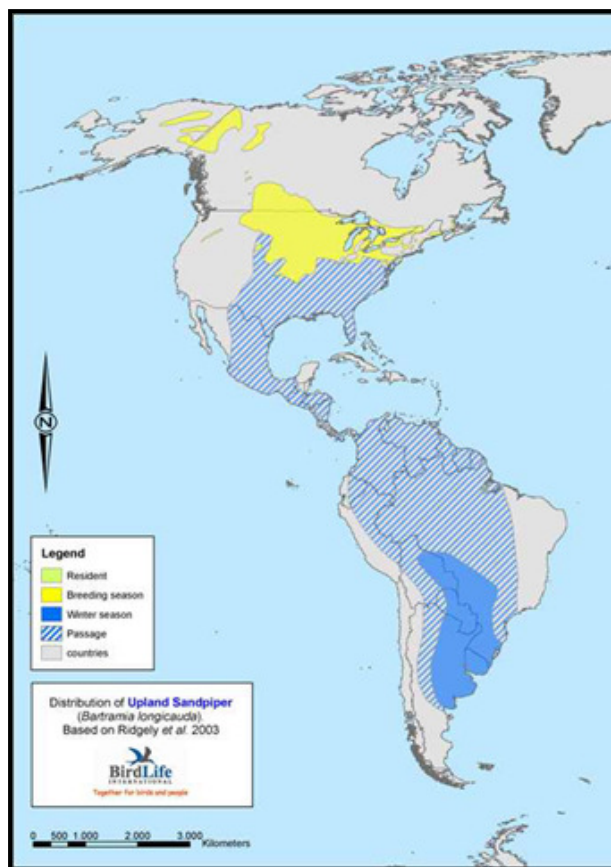 N
Legend
Resident
Breeding season
Winter season
Passage
countries
Distribution of Upland Sandpiper
(Bartramia longicauda).
Based on Ridgely et al. 2003
BirdLife
INTERNATIONAL
Together for birds and people
0 500 1.000 2.000 3.000
Kilometers